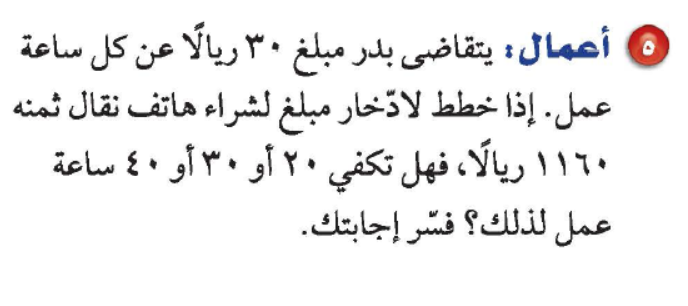 ٥ أعمال: يتقاضى بدر مبلغ ٣٠ ريالًا عن كل ساعة
عمل. إذا خطط لادّخار مبلغ لشراء هاتف نقال ثمنه
١١٦٠ ريالًا، فهل تكفي ٢٠ أو ٣٠ أو ٤٠ ساعة
عمل لذلك؟ فسّر إجابتك.